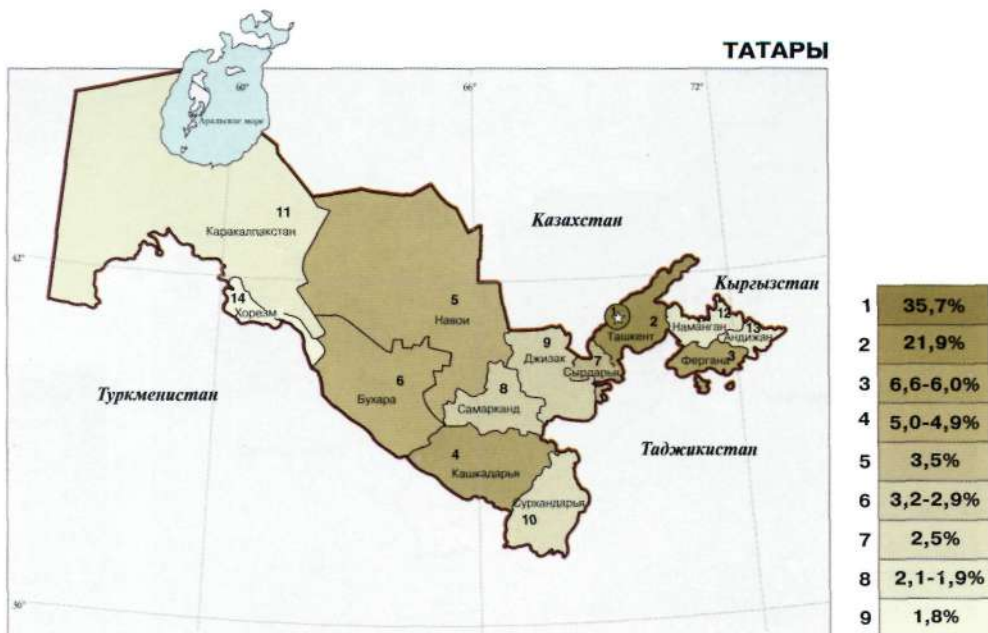 ТАТАРЫ
60°
66
72
Аральское море
Казахстан
11
Каракалпакстан
42
Кыргызстан
14
Хорезм
5
Навои
1
2
Ташкент
12
Наманган
13
Андижан
Фергана
3
9
Джизак
7
Сырдарья
Туркменистан
6
Бухара
8
Самарканд
Таджикистан
4
Кашкадарья
Сурхандарья
10
36°
1 35,7%
2 21,9%
3 6,6-6,0%
4 5,0-4,9%
5 3,5%
6 3,2-2,9%
7 2,5%
8 2,1-1,9%
9 1,8%